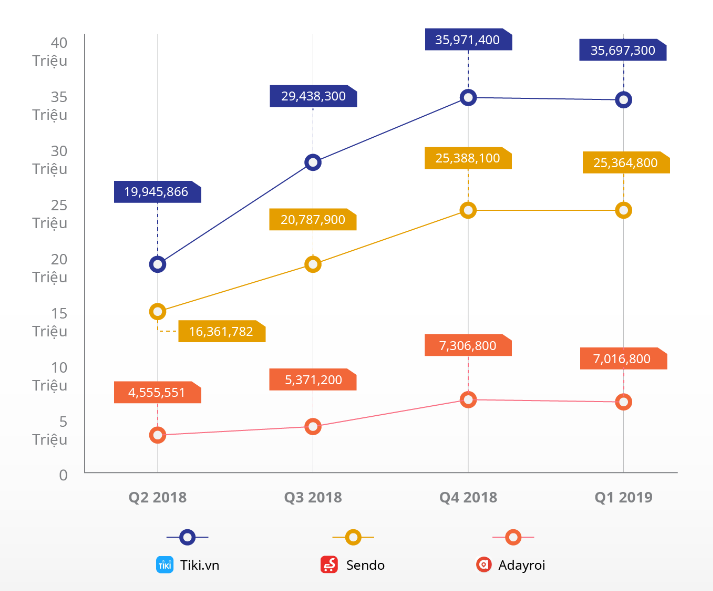 40
Triệu
35
Triệu
30
Triệu
25
Triệu
20
Triệu
15
Triệu
10
Triệu
5
Triệu
0
35,971,400
35,697,300
29,438,300
19,945,866
25,388,100
25,364,800
20,787,900
16,361,782
7,306,800
7,016,800
5,371,200
4,555,551
Q2 2018 Q3 2018 Q4 2018 Q1 2019
TIKI Tiki.vn Sendo Adayroi